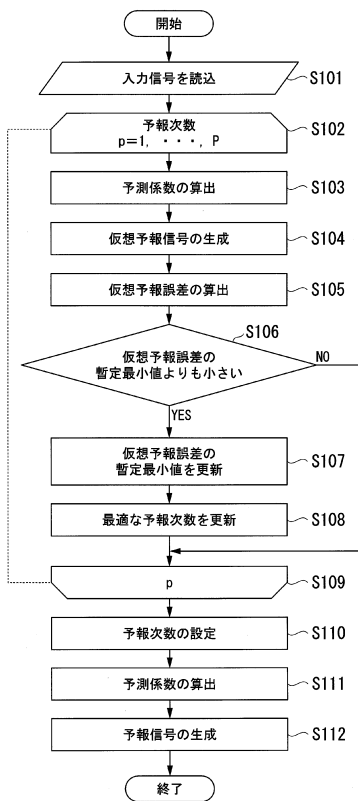 開始
入力信号を読込
S101
予報次数
p=1, ・・・, P
S102
予測係数の算出
S103
仮想予報信号の生成
S104
仮想予報誤差の算出
S105
S106
仮想予報誤差の
暫定最小値よりも小さい
NO
YES
仮想予報誤差の
暫定最小値を更新
S107
最適な予報次数を更新
S108
p
S109
予報次数の設定
S110
予測係数の算出
S111
予報信号の生成
S112
終了